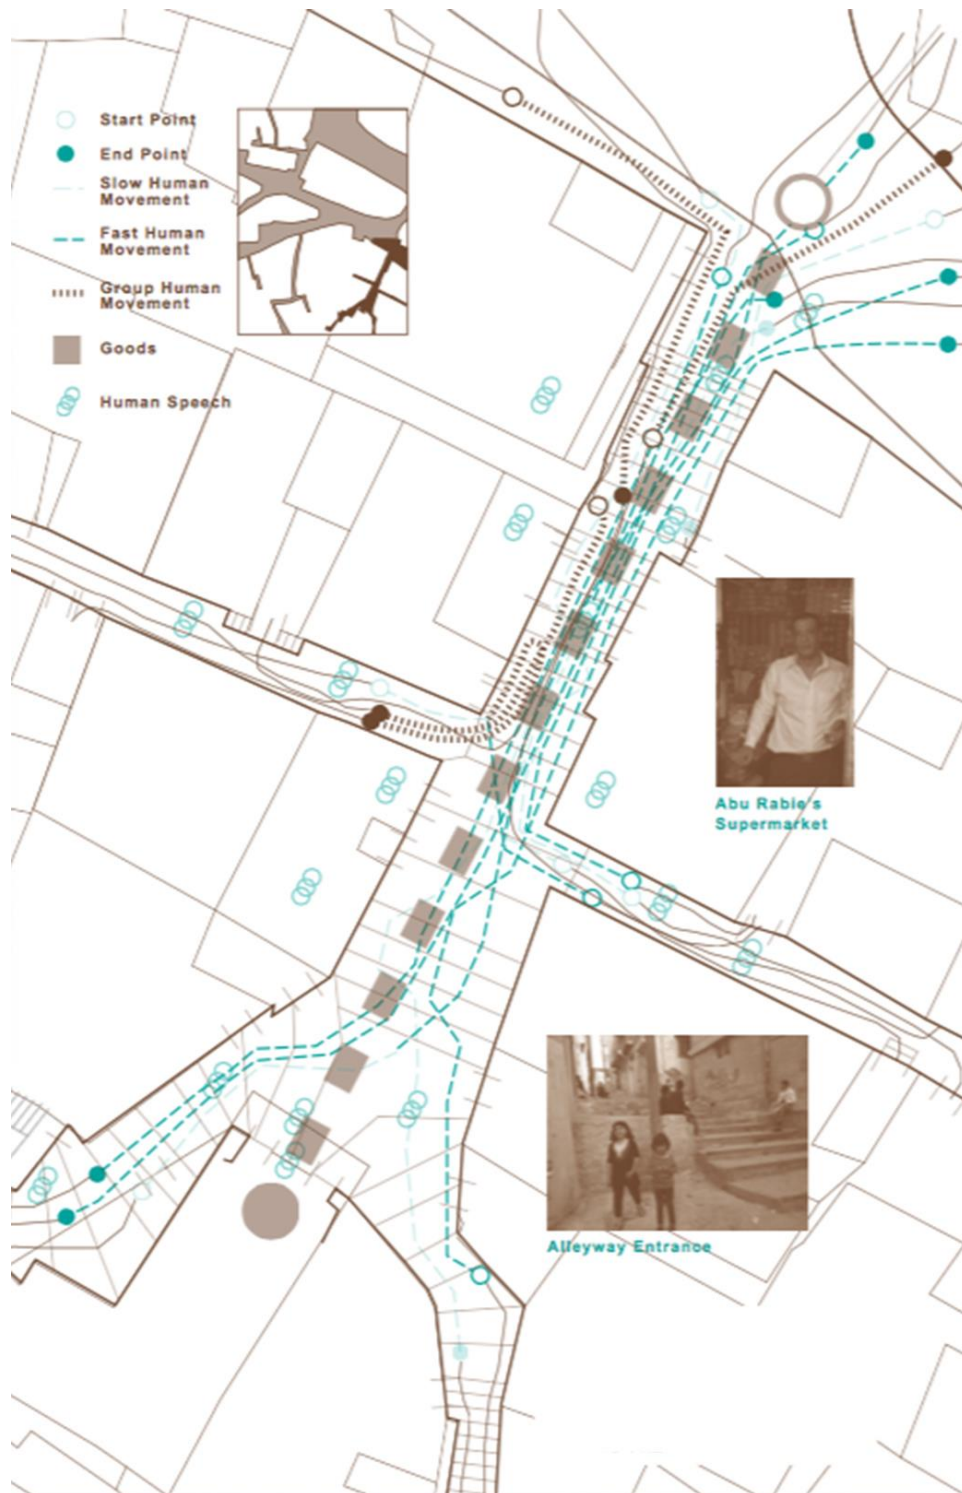 Start Point
End Point
Slow Human
Movement
Fast Human
Movement
Group Human
Movement
Goods
Human Speech
Abu Rabie's
Supermarket
Alleyway Entrance